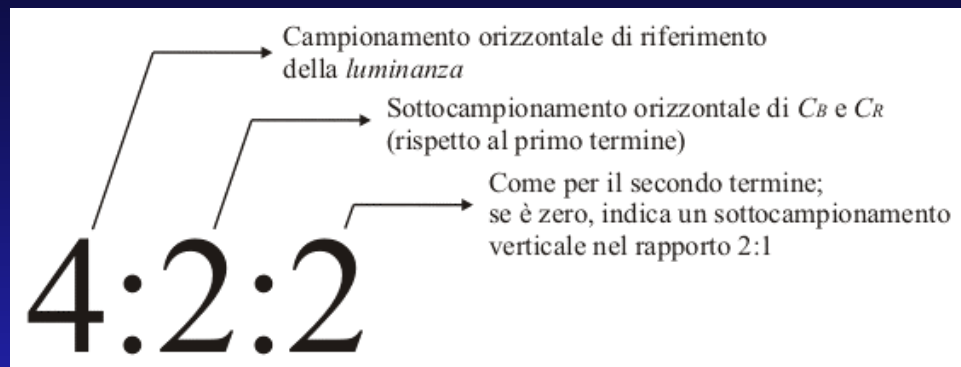 Campionamento orizzontale di riferimento
della luminanza
Sottocampionamento orizzontale di CB e CR
(rispetto al primo termine)
Come per il secondo termine;
se è zero, indica un sottocampionamento
verticale nel rapporto 2:1
4:2:2